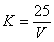 K = 25/V